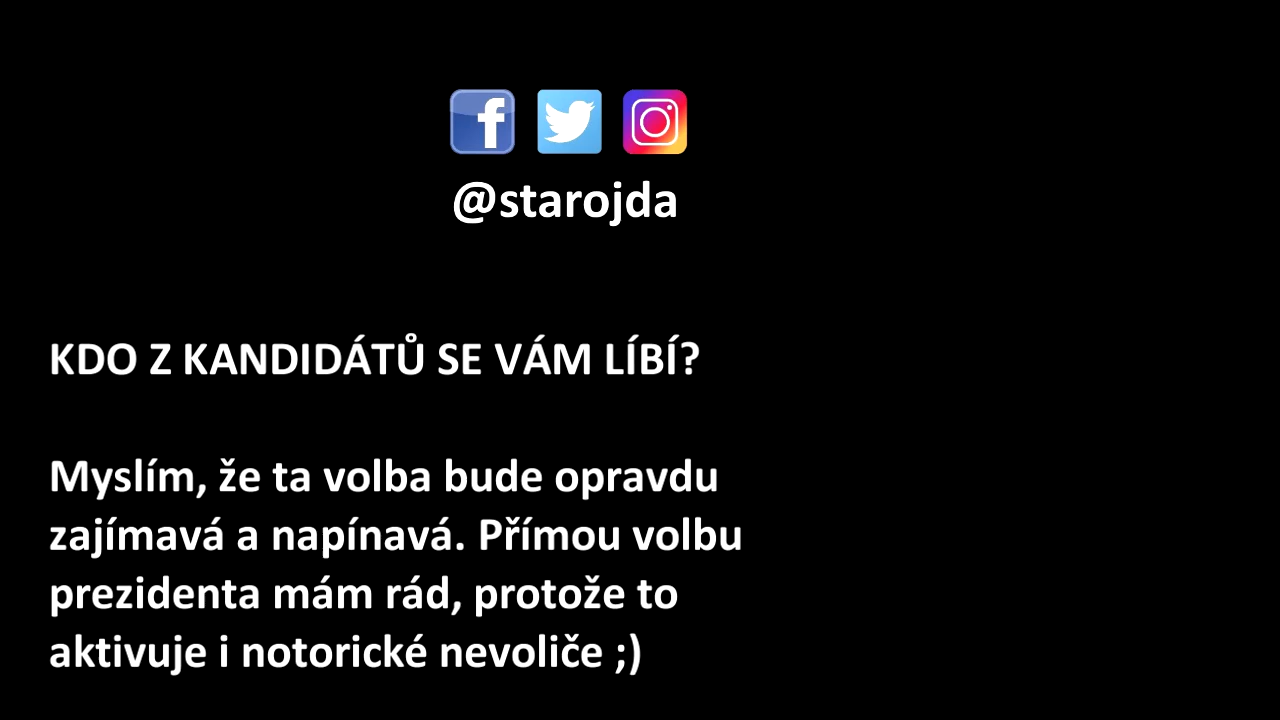 @starojda
KDO Z KANDIDÁTŮ SE VÁM LÍBÍ?
Myslím, že ta volba bude opravdu
zajímavá a napínavá. Přímou volbu
prezidenta mám rád, protože to
aktivuje i notorické nevoliče ;)